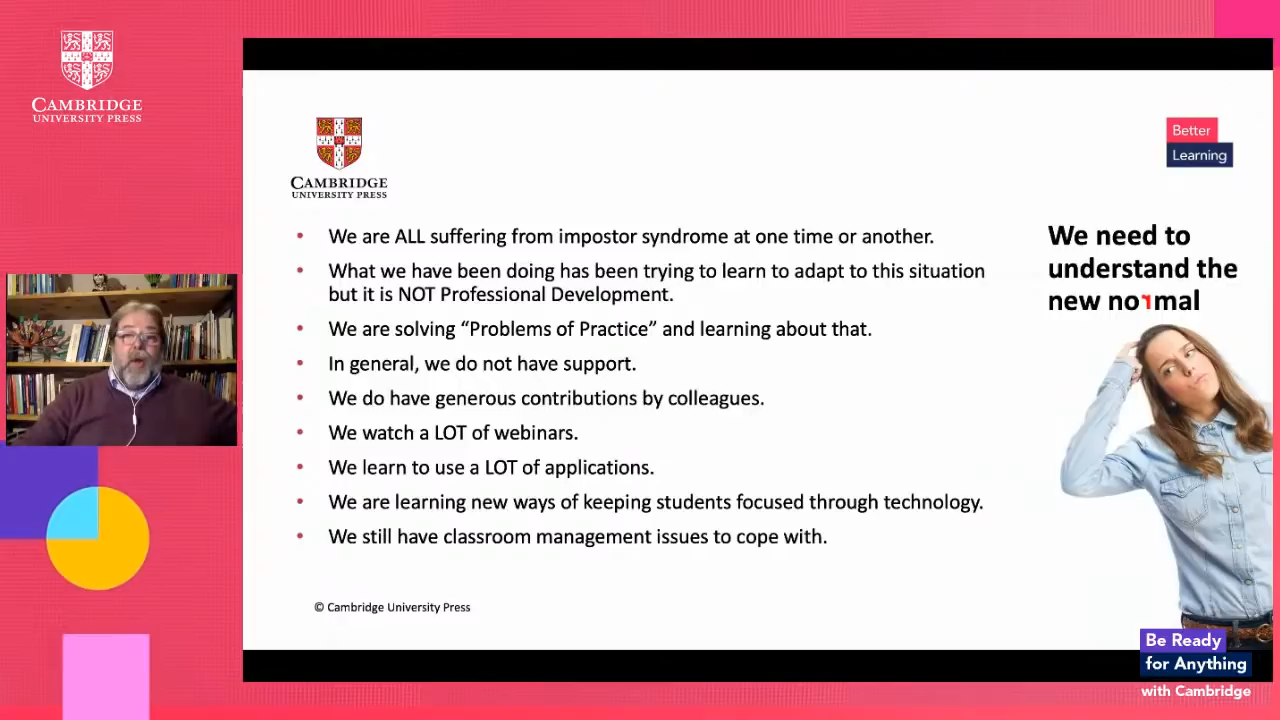 CAMBRIDGE
UNIVERSITY PRESS
CAMBRIDGE
UNIVERSITY PRESS
Better
Learning
• We are ALL suffering from impostor syndrome at one time or another.
• What we have been doing has been trying to learn to adapt to this situation
but it is NOT Professional Development.
• We are solving “Problems of Practice” and learning about that.
• In general, we do not have support.
• We do have generous contributions by colleagues.
• We watch a LOT of webinars.
• We learn to use a LOT of applications.
• We are learning new ways of keeping students focused through technology.
• We still have classroom management issues to cope with.
We need to
understand the
new normal
© Cambridge University Press
Be Ready
for Anything
with Cambridge